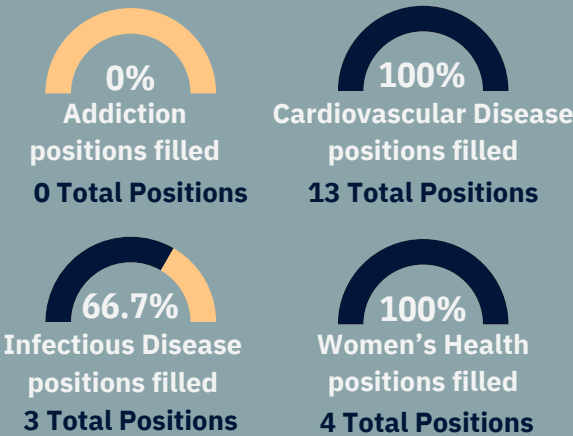 0%
Addiction
positions filled
0 Total Positions
100%
Cardiovascular Disease
positions filled
13 Total Positions
66.7%
Infectious Disease
positions filled
3 Total Positions
100%
Women’s Health
positions filled
4 Total Positions